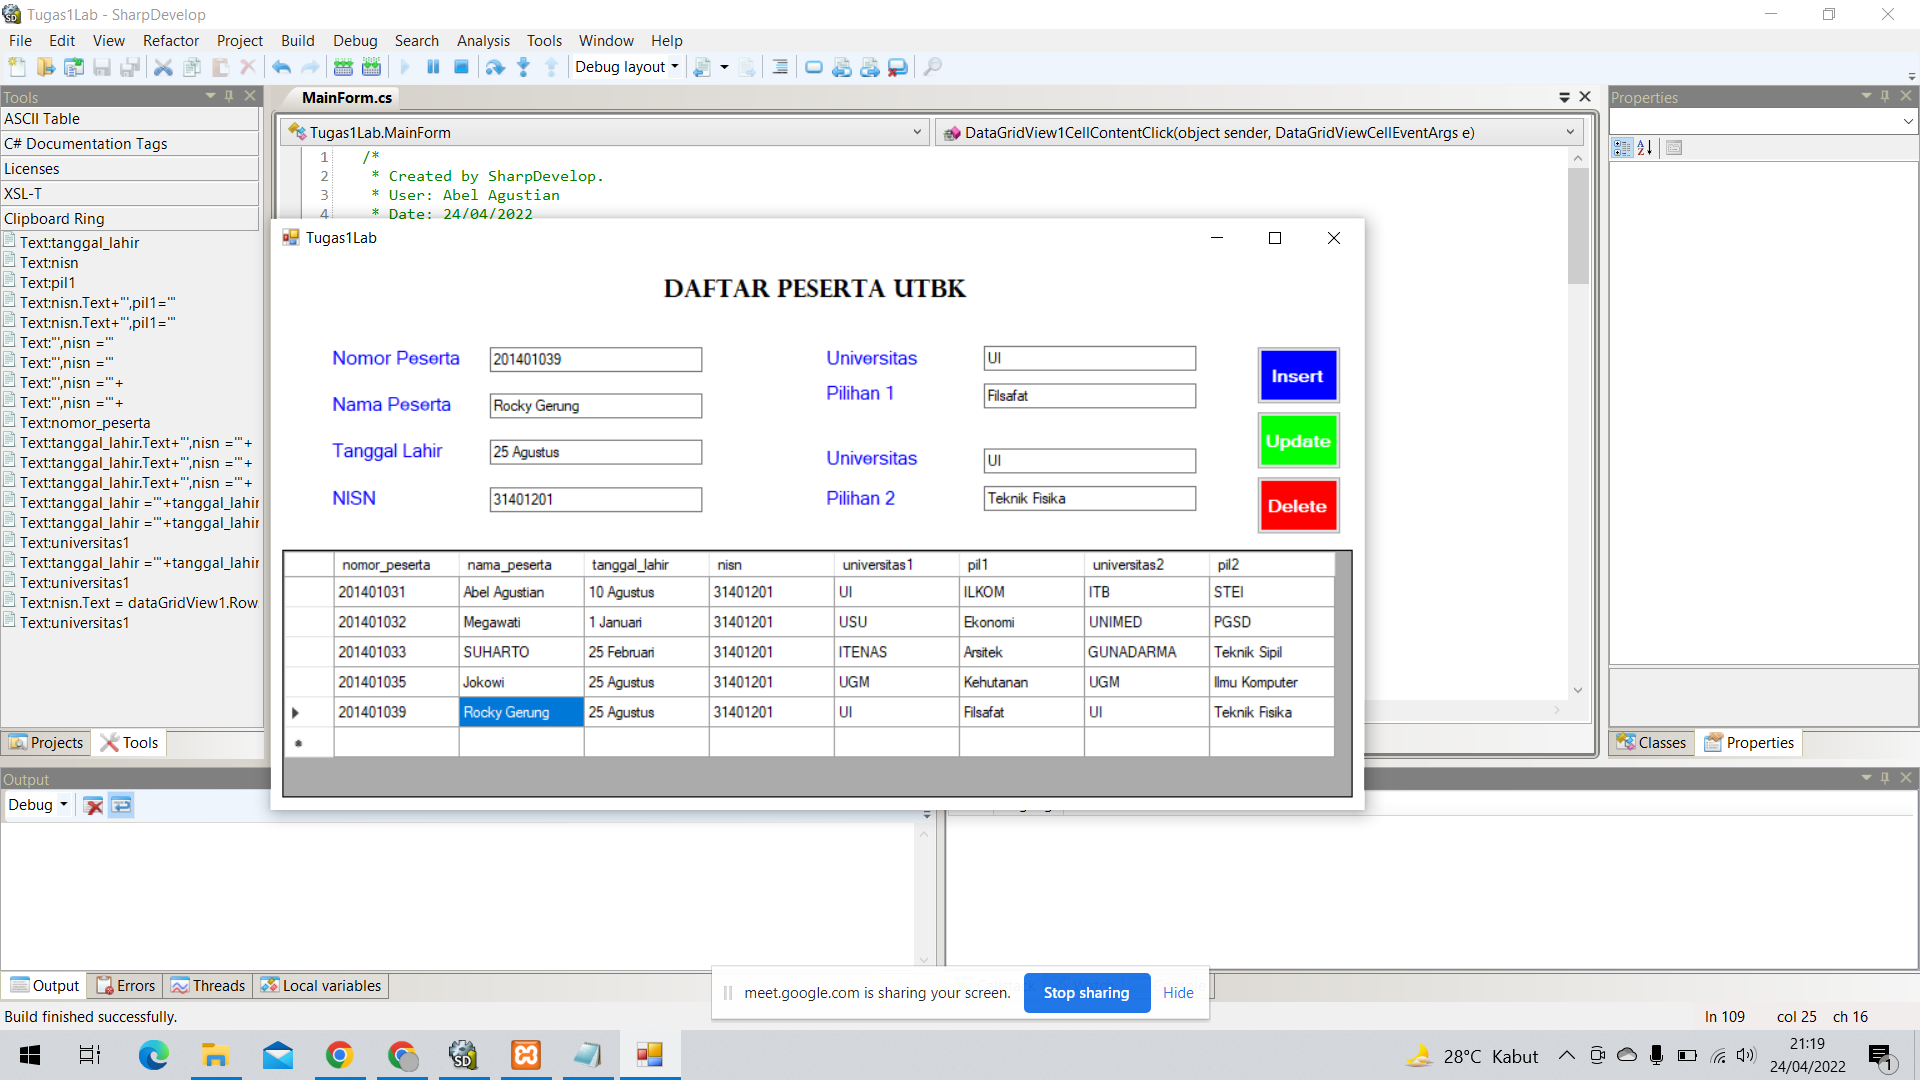 Tugas1Lab - SharpDevelop
File Edit View Refactor Project Build Debug Search Analysis Tools Window Help
Debug layout
Tools
ASCII Table
C# Documentation Tags
Licenses
XSL-T
Clipboard Ring
Text:tanggal_lahir
Text:nisn
Text:pil1
Text:nisn.Text+"',pil1='"
Text:nisn.Text+"',pil1='"
Text:"',nisn ='"
Text:"',nisn ='"
Text:"',nisn ='"+
Text:"',nisn ='"+
Text:nomor_peserta
Text:tanggal_lahir.Text+"',nisn ='"+
Text:tanggal_lahir.Text+"',nisn ='"+
Text:tanggal_lahir.Text+"',nisn ='"+
Text:tanggal_lahir ='"+tanggal_lahir
Text:tanggal_lahir ='"+tanggal_lahir
Text:universitas1
Text:tanggal_lahir ='"+tanggal_lahir
Text:universitas1
Text:nisn.Text = dataGridView1.Row
Text:universitas1
Projects Tools
MainForm.cs
Tugas1Lab.MainForm DataGridView1CellContentClick(object sender, DataGridViewCellEventArgs e)
1 /*
2 * Created by SharpDevelop.
3 * User: Abel Agustian
4 * Date: 24/04/2022
Properties
Classes Properties
Tugas1Lab
DAFTAR PESERTA UTBK
Nomor Peserta 201401039 Universitas UI
Nama Peserta Rocky Gerung Pilihan 1 Filsafat
Tanggal Lahir 25 Agustus Universitas UI
NISN 31401201 Pilihan 2 Teknik Fisika
Insert
Update
Delete
nomor_peserta nama_peserta tanggal_lahir nisn universitas1 pil1 universitas2 pil2
201401031 Abel Agustian 10 Agustus 31401201 UI ILKOM ITB STEI
201401032 Megawati 1 Januari 31401201 USU Ekonomi UNIMED PGSD
201401033 SUHARTO 25 Februari 31401201 ITENAS Arsitek GUNADARMA Teknik Sipil
201401035 Jokowi 25 Agustus 31401201 UGM Kehutanan UGM Ilmu Komputer
201401039 Rocky Gerung 25 Agustus 31401201 UI Filsafat UI Teknik Fisika
Output
Debug
Output Errors Threads Local variables
meet.google.com is sharing your screen. Stop sharing Hide
Build finished successfully.
ln 109 col 25 ch 16
28°C Kabut
21:19
24/04/2022
1